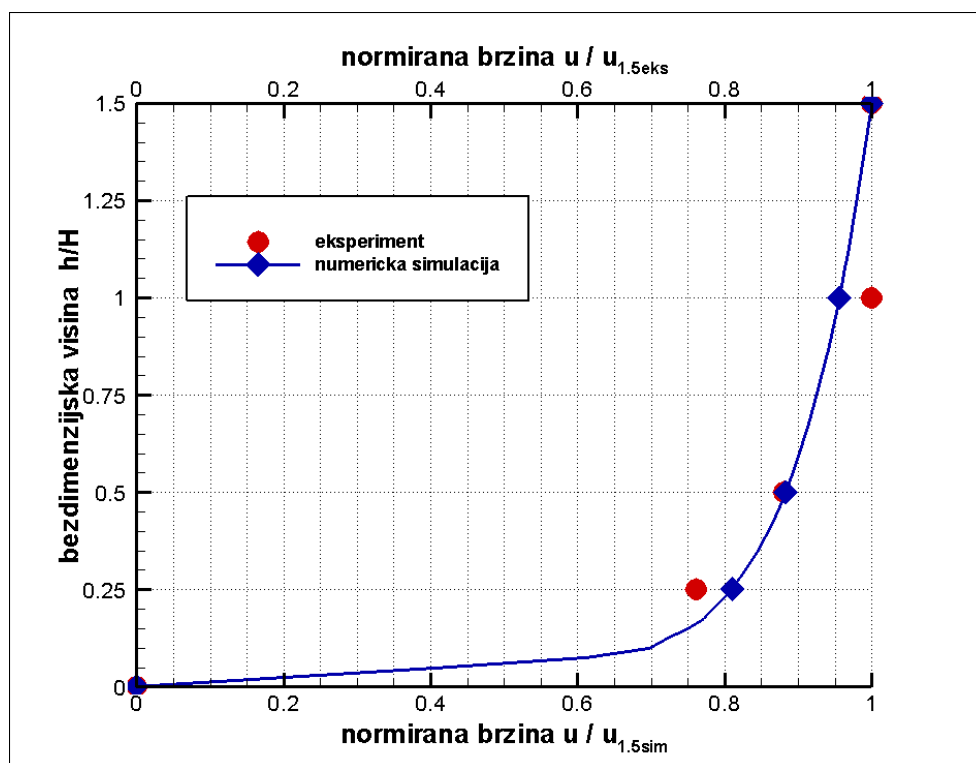 normirana brzina u / u1.5eks
0 0.2 0.4 0.6 0.8 1
1.5
1.25
1
0.75
0.5
0.25
0
bezdimenzijska visina h/H
eksperiment
numericka simulacija
0 0.2 0.4 0.6 0.8 1
normirana brzina u / u1.5sim